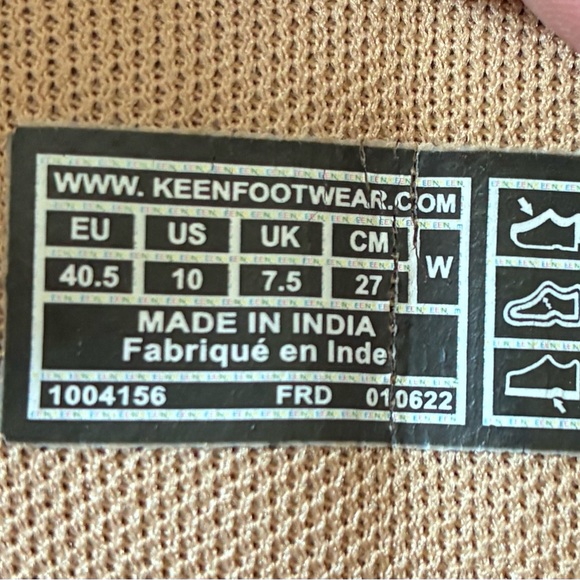 WWW. KEENFOOTWEAR.COM
EU US UK CM W
40.5 10 7.5 27
MADE IN INDIA
Fabriqué en Inde
1004156 FRD 010622